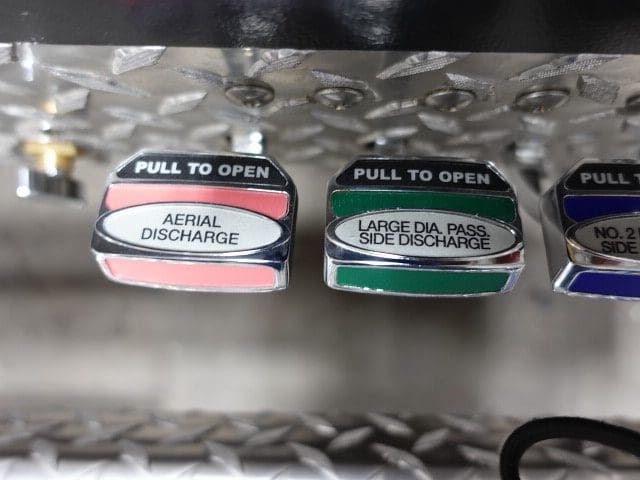 PULL TO OPEN
AERIAL
DISCHARGE
PULL TO OPEN
LARGE DIA. PASS.
SIDE DISCHARGE
PULL
NO. 2
SIDE